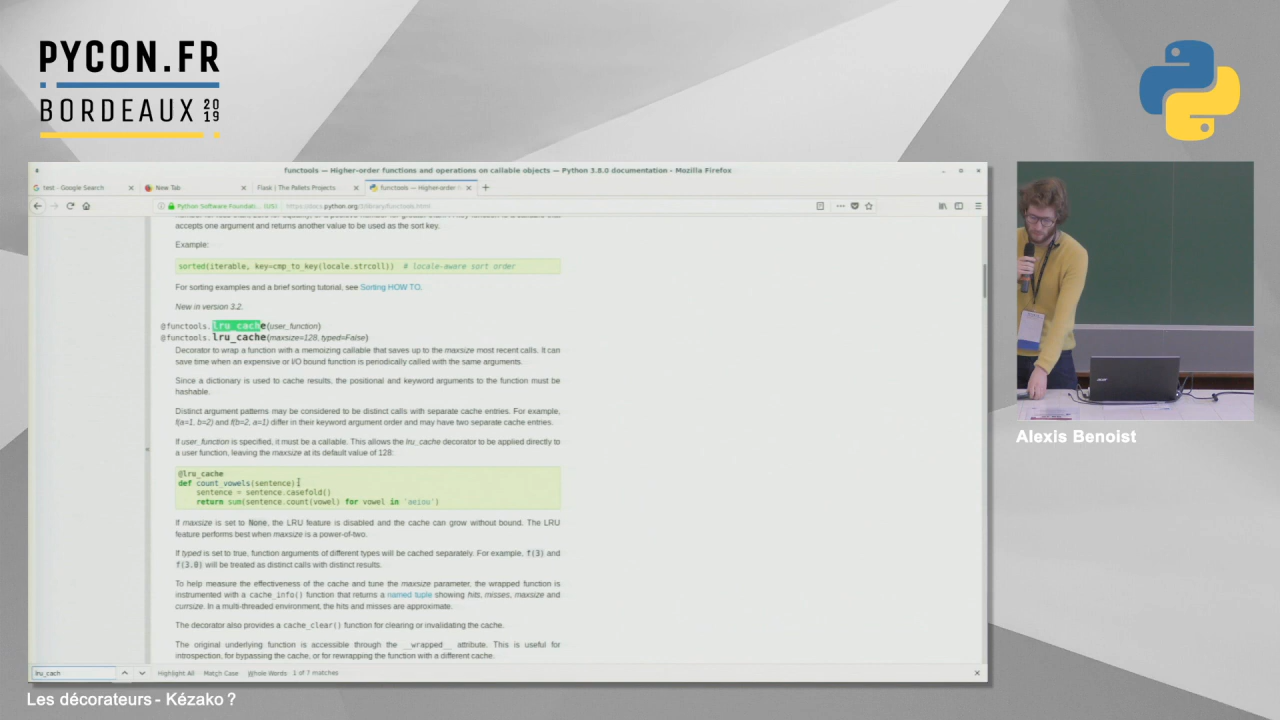 PYCON.FR
BORDEAUX 2019
functools — Higher-order functions and operations on callable objects — Python 3.8.0 documentation - Mozilla Firefox
test - Google Search
New Tab
Flask | The Pallets Projects
functools — Higher-order f
Python Software Foundat... (US)
https://docs.python.org/3/library/functools.html
accepts one argument and returns another value to be used as the sort key.
Example:
sorted(iterable, key=cmp_to_key(locale.strcoll))  # locale-aware sort order
For sorting examples and a brief sorting tutorial, see Sorting HOW TO.
New in version 3.2.
@functools.lru_cache(user_function)
@functools.lru_cache(maxsize=128, typed=False)
Decorator to wrap a function with a memoizing callable that saves up to the maxsize most recent calls. It can
save time when an expensive or I/O bound function is periodically called with the same arguments.
Since a dictionary is used to cache results, the positional and keyword arguments to the function must be
hashable.
Distinct argument patterns may be considered to be distinct calls with separate cache entries. For example,
f(a=1, b=2) and f(b=2, a=1) differ in their keyword argument order and may have two separate cache entries.
If user_function is specified, it must be a callable. This allows the lru_cache decorator to be applied directly to
a user function, leaving the maxsize at its default value of 128:
@lru_cache
def count_vowels(sentence):
    sentence = sentence.casefold()
    return sum(sentence.count(vowel) for vowel in 'aeiou')
If maxsize is set to None, the LRU feature is disabled and the cache can grow without bound. The LRU
feature performs best when maxsize is a power-of-two.
If typed is set to true, function arguments of different types will be cached separately. For example, f(3) and
f(3.0) will be treated as distinct calls with distinct results.
To help measure the effectiveness of the cache and tune the maxsize parameter, the wrapped function is
instrumented with a cache_info() function that returns a named tuple showing hits, misses, maxsize and
currsize. In a multi-threaded environment, the hits and misses are approximate.
The decorator also provides a cache_clear() function for clearing or invalidating the cache.
The original underlying function is accessible through the __wrapped__ attribute. This is useful for
introspection, for bypassing the cache, or for rewrapping the function with a different cache.
lru_cach
Highlight All
Match Case
Whole Words
1 of 7 matches
Alexis Benoist
Les décorateurs - Kézako ?